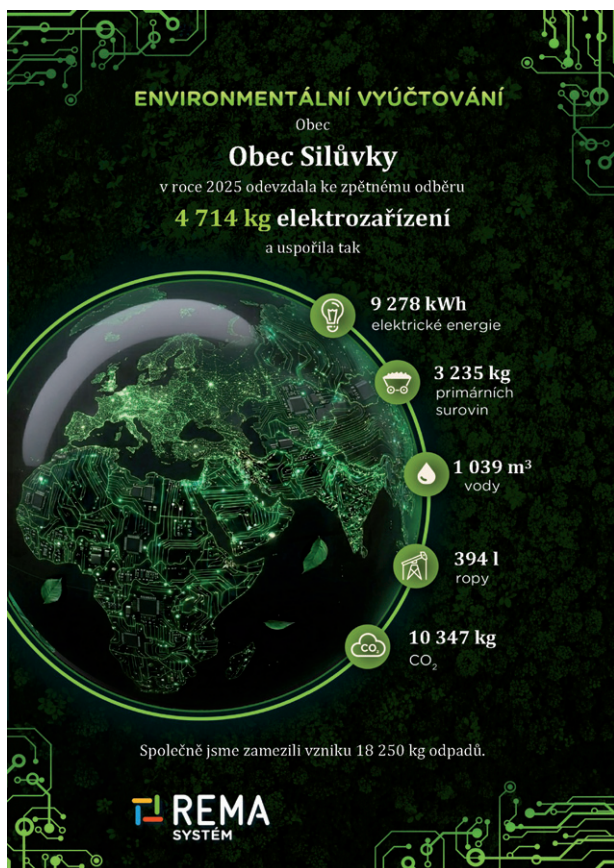 ENVIRONMENTÁLNÍ VYÚČTOVÁNÍ
Obec
Obec Silůvky
v roce 2025 odevzdala ke zpětnému odběru
4 714 kg elektrozařízení
a uspořila tak
9 278 kWh
elektrické energie
3 235 kg
primárních
surovin
1 039 m³
vody
394 l
ropy
CO₂
10 347 kg
CO₂
Společně jsme zamezili vzniku 18 250 kg odpadů.
REMA
SYSTÉM